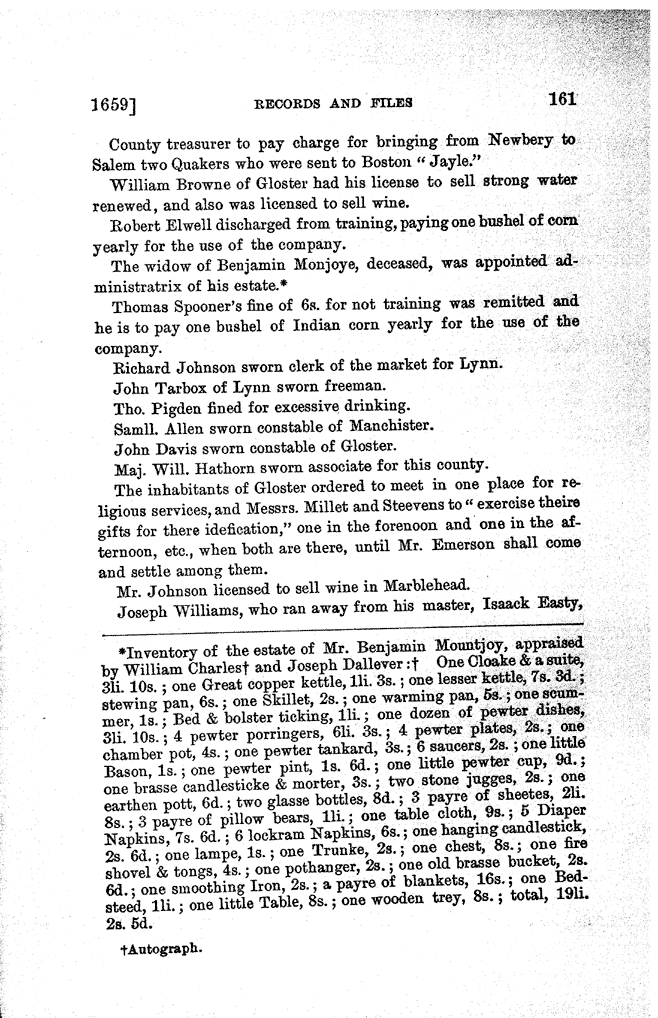 1659]
RECORDS AND FILES
161
County treasurer to pay charge for bringing from Newbery to
Salem two Quakers who were sent to Boston “ Jayle.”
William Browne of Gloster had his license to sell strong water
renewed, and also was licensed to sell wine.
Robert Elwell discharged from training, paying one bushel of corn
yearly for the use of the company.
The widow of Benjamin Monjoye, deceased, was appointed ad-
ministratrix of his estate.*
Thomas Spooner's fine of 6s. for not training was remitted and
he is to pay one bushel of Indian corn yearly for the use of the
company.
Richard Johnson sworn clerk of the market for Lynn.
John Tarbox of Lynn sworn freeman.
Tho. Pigden fined for excessive drinking.
Samll. Allen sworn constable of Manchister.
John Davis sworn constable of Gloster.
Maj. Will. Hathorn sworn associate for this county.
The inhabitants of Gloster ordered to meet in one place for re-
ligious services, and Messrs. Millet and Steevens to “ exercise theire
gifts for there idefication,” one in the forenoon and one in the af-
ternoon, etc., when both are there, until Mr. Emerson shall come
and settle among them.
Mr. Johnson licensed to sell wine in Marblehead.
Joseph Williams, who ran away from his master, Isaack Easty,
*Inventory of the estate of Mr. Benjamin Mountjoy, appraised
by William Charles† and Joseph Dallever :† One Cloake & a suite,
3li. 10s. ; one Great copper kettle, 1li. 3s. ; one lesser kettle, 7s. 3d. ;
stewing pan, 6s. ; one Skillet, 2s. ; one warming pan, 5s. ; one scum-
mer, 1s. ; Bed & bolster ticking, 1li. ; one dozen of pewter dishes,
3li. 10s. ; 4 pewter porringers, 6li. 3s. ; 4 pewter plates, 2s. ; one
chamber pot, 4s. ; one pewter tankard, 3s. ; 6 saucers, 2s. ; one little
Bason, 1s. ; one pewter pint, 1s. 6d. ; one little pewter cup, 9d. ;
one brasse candlesticke & morter, 3s. ; two stone jugges, 2s. ; one
earthen pott, 6d. ; two glasse bottles, 8d. ; 3 payre of sheetes, 2li.
8s. ; 3 payre of pillow bears, 1li. ; one table cloth, 9s. ; 5 Diaper
Napkins, 7s. 6d. ; 6 lockram Napkins, 6s. ; one hanging candlestick,
2s. 6d. ; one lampe, 1s. ; one Trunke, 2s. ; one chest, 8s. ; one fire
shovel & tongs, 4s. ; one pothanger, 2s. ; one old brasse bucket, 2s.
6d. ; one smoothing Iron, 2s. ; a payre of blankets, 16s. ; one Bed-
steed, 1li. ; one little Table, 8s. ; one wooden trey, 8s. ; total, 19li.
2s. 5d.
†Autograph.